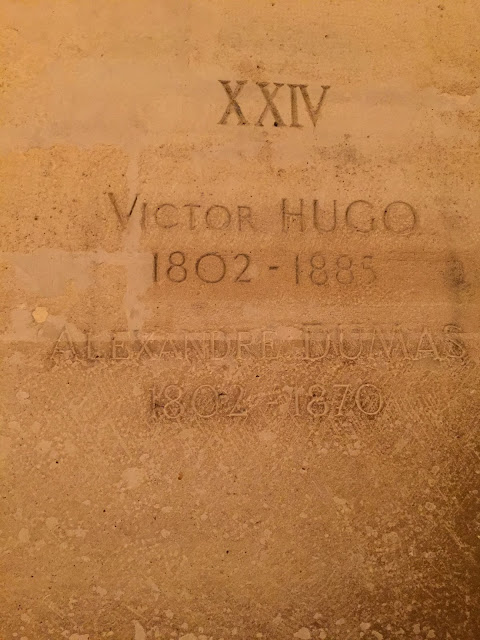 XXIV
VICTOR HUGO
1802-1885
ALEXANDRE DUMAS
1802-1870